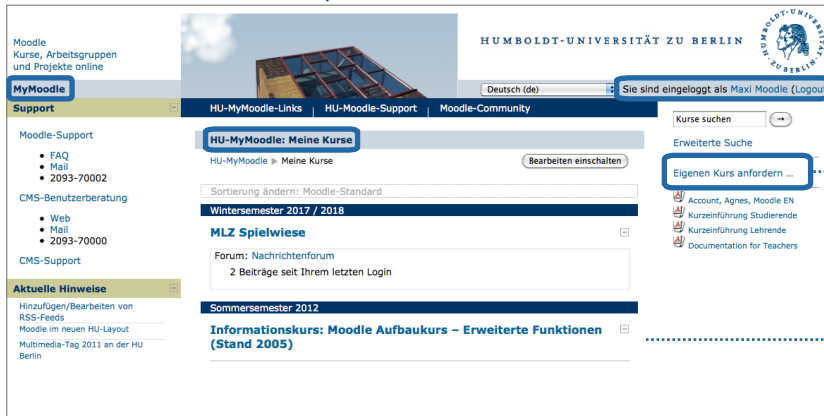 Moodle
Kurse, Arbeitsgruppen
und Projekte online
HUMBOLDT-UNIVERSITÄT ZU BERLIN
HUMBOLDT-UNIVERSITÄT · ZU BERLIN ·
MyMoodle
Deutsch (de)
Sie sind eingeloggt als Maxi Moodle (Logout
Support
Moodle-Support
FAQ
Mail
2093-70002
CMS-Benutzerberatung
Web
Mail
2093-70000
CMS-Support
Aktuelle Hinweise
Hinzufügen/Bearbeiten von
RSS-Feeds
Moodle im neuen HU-Layout
Multimedia-Tag 2011 an der HU
Berlin
HU-MyMoodle-Links
HU-Moodle-Support
Moodle-Community
HU-MyMoodle: Meine Kurse
HU-MyMoodle ▶ Meine Kurse
Bearbeiten einschalten
Sortierung ändern: Moodle-Standard
Wintersemester 2017 / 2018
MLZ Spielwiese
Forum: Nachrichtenforum
2 Beiträge seit Ihrem letzten Login
Sommersemester 2012
Informationskurs: Moodle Aufbaukurs – Erweiterte Funktionen
(Stand 2005)
Kurse suchen
Erweiterte Suche
Eigenen Kurs anfordern ...
Account, Agnes, Moodle EN
Kurzeinführung Studierende
Kurzeinführung Lehrende
Documentation for Teachers